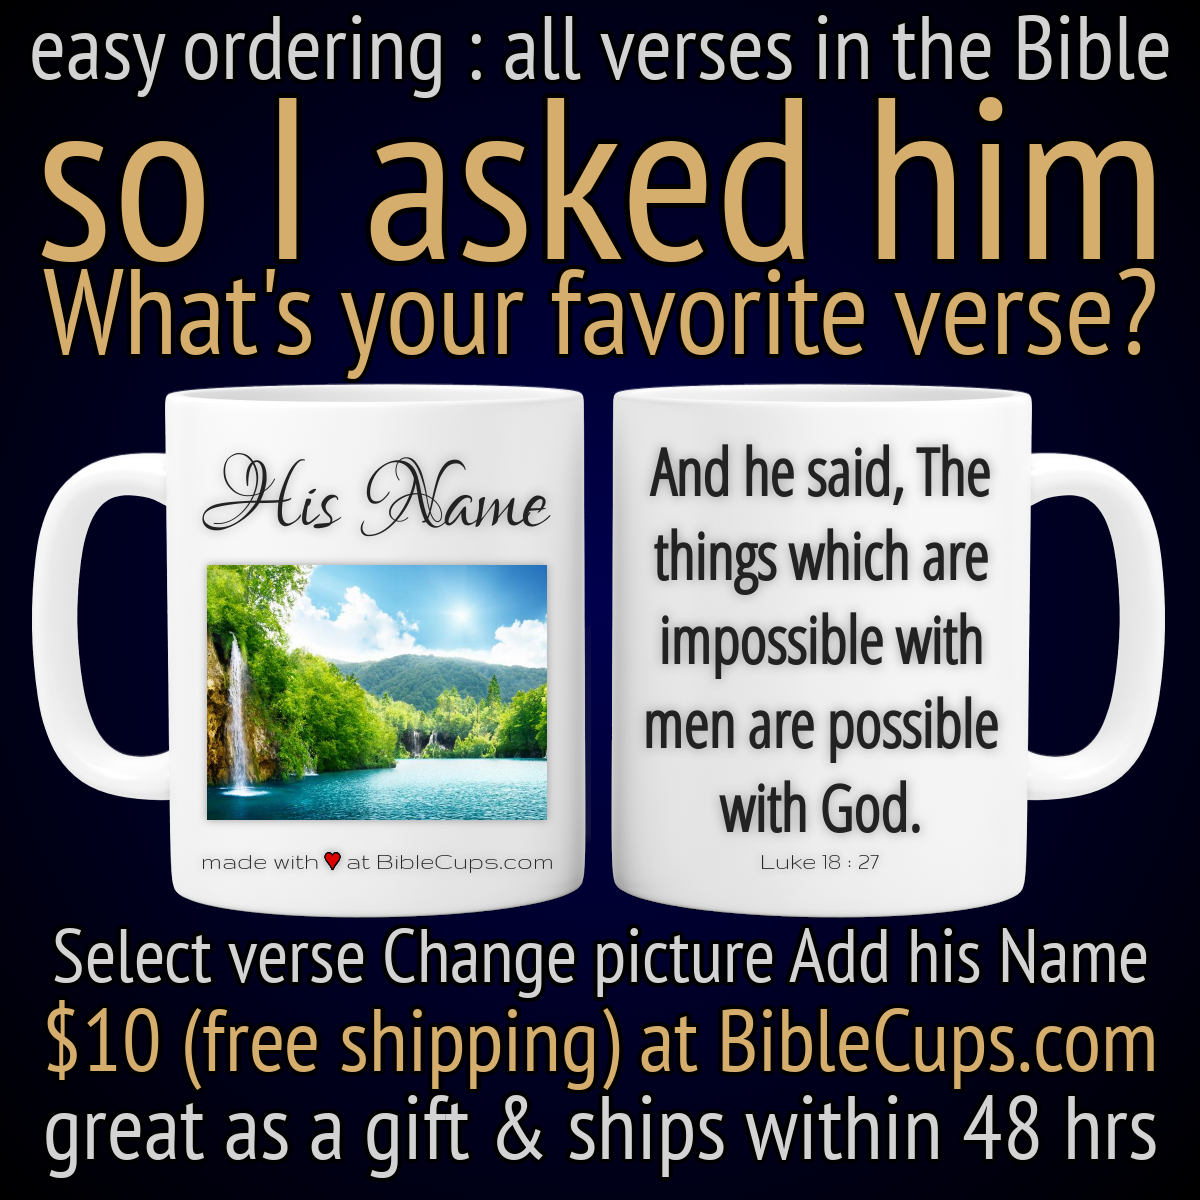 easy ordering : all verses in the Bible
so I asked him
What's your favorite verse?
His Name
made with ♥ at BibleCups.com
And he said, The
things which are
impossible with
men are possible
with God.
Luke 18 : 27
Select verse Change picture Add his Name
$10 (free shipping) at BibleCups.com
great as a gift & ships within 48 hrs